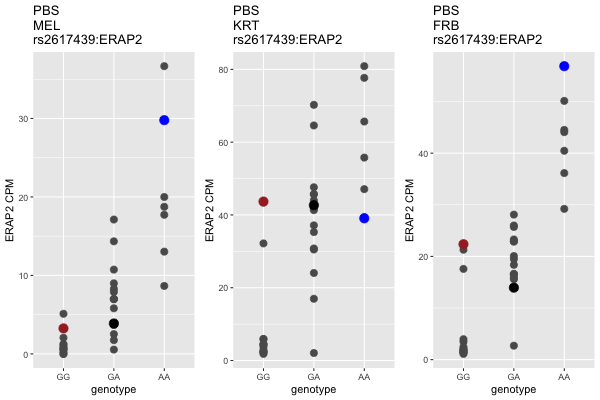 PBS
MEL
rs2617439:ERAP2
ERAP2 CPM
30
20
10
0
GG GA AA
genotype
PBS
KRT
rs2617439:ERAP2
ERAP2 CPM
80
60
40
20
0
GG GA AA
genotype
PBS
FRB
rs2617439:ERAP2
ERAP2 CPM
40
20
0
GG GA AA
genotype